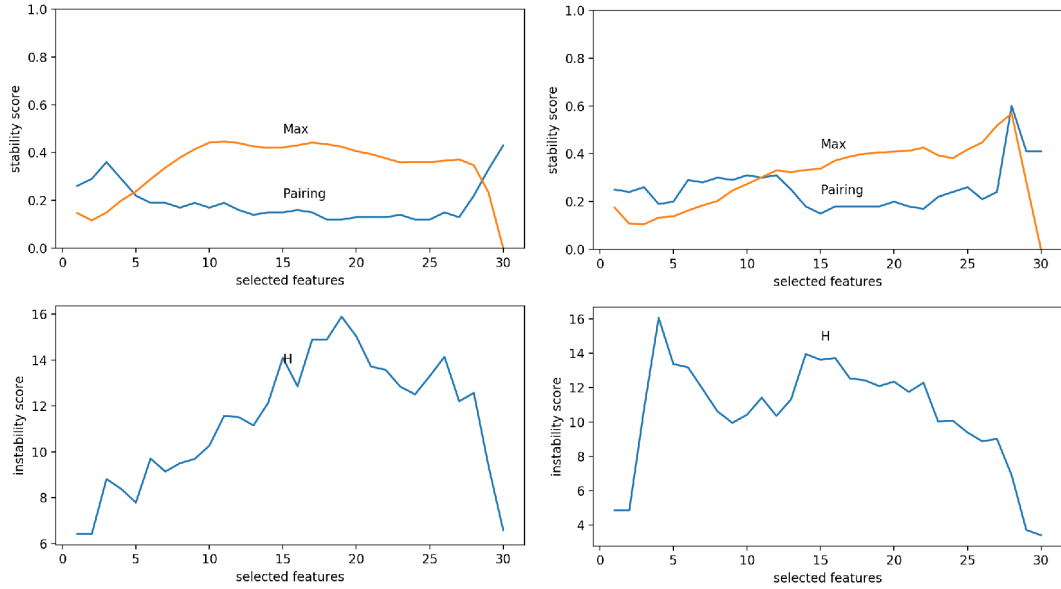 1.0
0.8
0.6
0.4
0.2
0.0
stability score
Max
Pairing
0 5 10 15 20 25 30
selected features
1.0
0.8
0.6
0.4
0.2
0.0
stability score
Max
Pairing
0 5 10 15 20 25 30
selected features
16
14
12
10
8
6
instability score
H
0 5 10 15 20 25 30
selected features
16
14
12
10
8
6
4
instability score
H
0 5 10 15 20 25 30
selected features